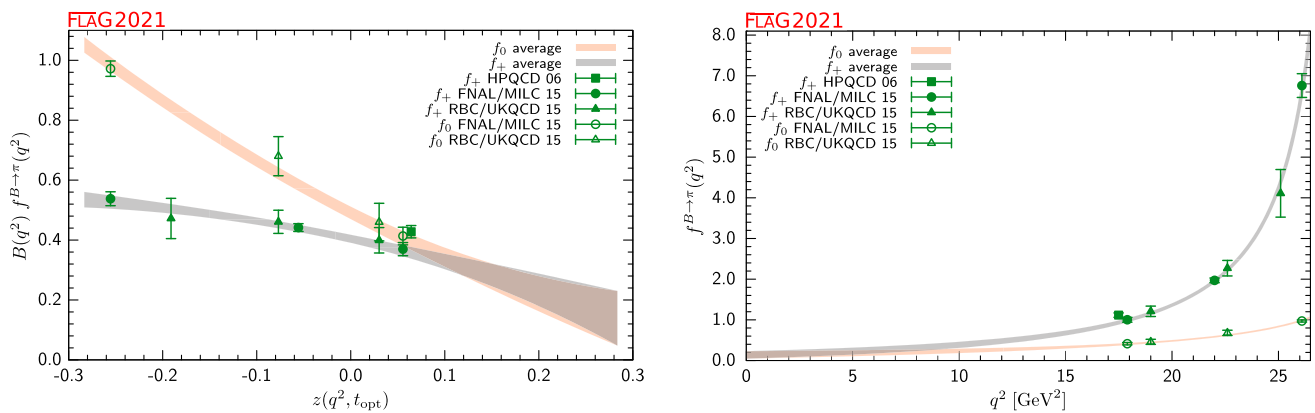 FLAG2021
f₀ average
f₊ average
f₊ HPQCD 06
f₊ FNAL/MILC 15
f₊ RBC/UKQCD 15
f₀ FNAL/MILC 15
f₀ RBC/UKQCD 15
1.0
0.8
0.6
0.4
0.2
0.0
B(q²) f^{B→π}(q²)
-0.3 -0.2 -0.1 0.0 0.1 0.2 0.3
z(q², t_opt)
FLAG2021
f₀ average
f₊ average
f₊ HPQCD 06
f₊ FNAL/MILC 15
f₊ RBC/UKQCD 15
f₀ FNAL/MILC 15
f₀ RBC/UKQCD 15
8.0
7.0
6.0
5.0
4.0
3.0
2.0
1.0
0.0
f^{B→π}(q²)
0 5 10 15 20 25
q² [GeV²]